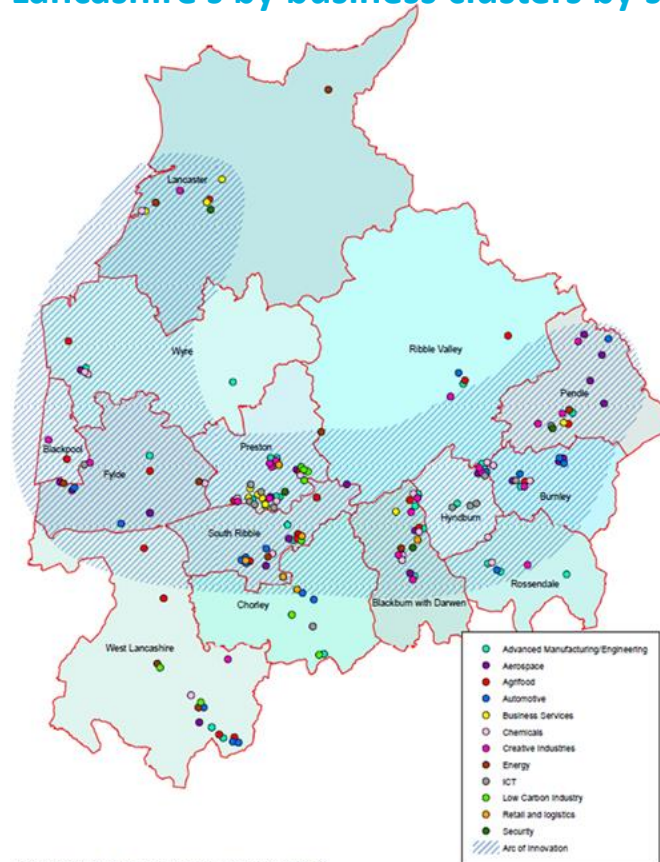 Lancashire's by business clusters by s
Lancaster
Wyre
Ribble Valley
Pendle
Blackpool
Fylde
Preston
Burnley
Hyndburn
South Ribble
Rossendale
Blackburn with Darwen
Chorley
West Lancashire
Advanced Manufacturing/Engineering
Aerospace
Agrifood
Automotive
Business Services
Chemicals
Creative Industries
Energy
ICT
Low Carbon Industry
Retail and logistics
Security
Arc of Innovation